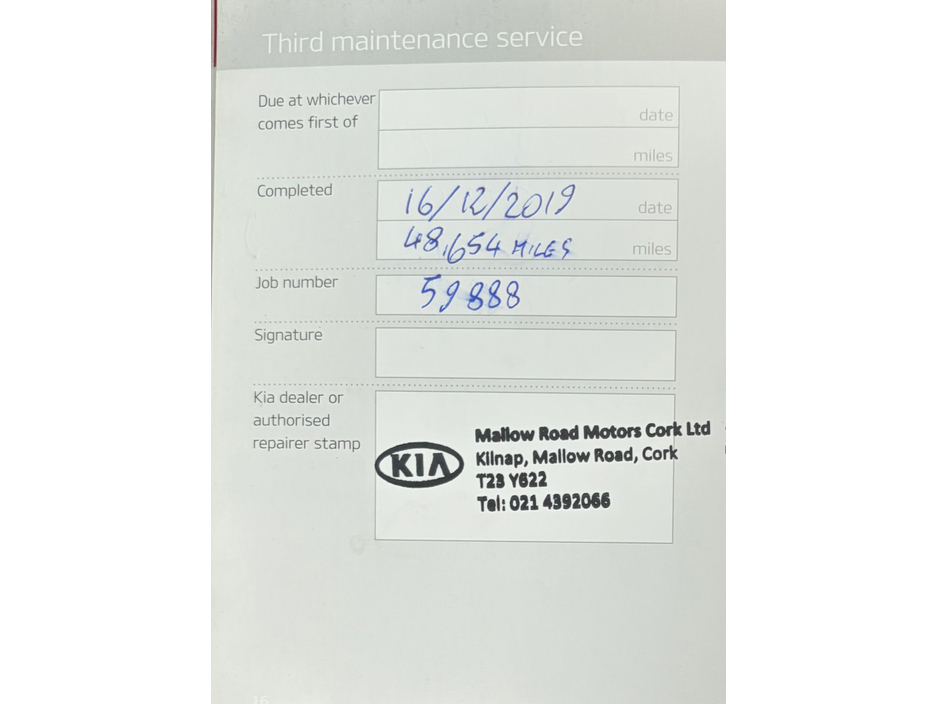 Third maintenance service
Due at whichever
comes first of
date
miles
Completed
16/12/2019
date
48,654 MILES
miles
Job number
59888
Signature
Kia dealer or
authorised
repairer stamp
KIA
Mallow Road Motors Cork Ltd
Kilnap, Mallow Road, Cork
T23 Y622
Tel: 021 4392066
16